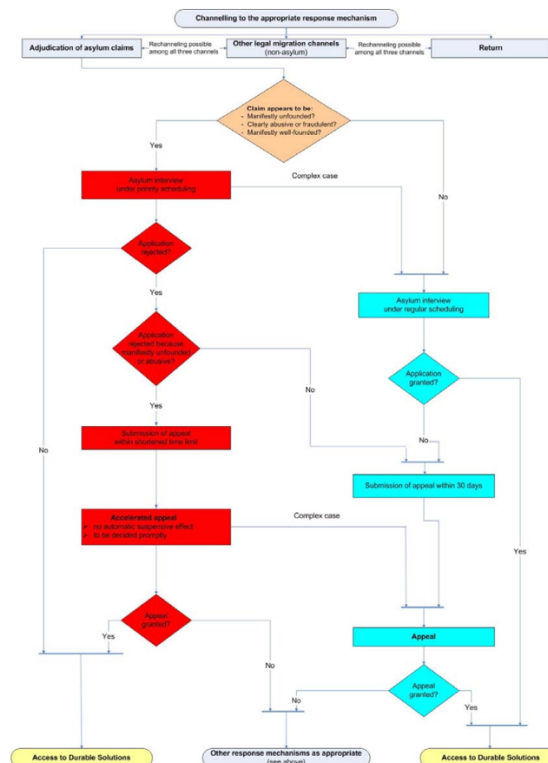 Channelling to the appropriate response mechanism
Adjudication of asylum claims
Rechanneling possible
among all three channels
Other legal migration channels
(non-asylum)
Rechanneling possible
among all three channels
Return
Claim appears to be:
- Manifestly unfounded?
- Clearly abusive or fraudulent?
- Manifestly well-founded?
Yes
No
Asylum interview
under priority scheduling
Complex case
Application
rejected?
Yes
No
Asylum interview
under regular scheduling
Application
rejected because
manifestly unfounded
or abusive?
No
Yes
Application
granted?
No
Yes
Submission of appeal
within shortened time limit
Submission of appeal within 30 days
Accelerated appeal
➢ no automatic suspensive effect
➢ to be decided promptly
Complex case
Appeal
granted?
Yes
No
Appeal
Appeal
granted?
No
Yes
Access to Durable Solutions
Other response mechanisms as appropriate
(see above)
Access to Durable Solutions